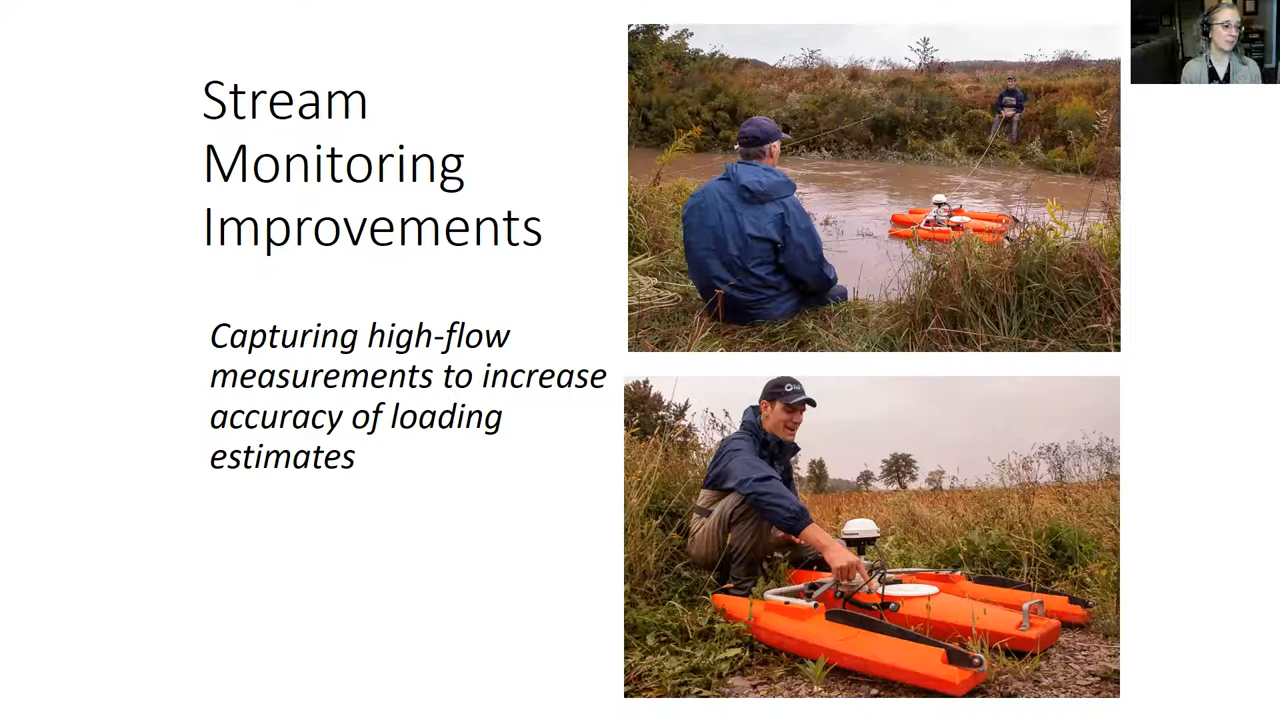 Stream
Monitoring
Improvements
Capturing high-flow
measurements to increase
accuracy of loading
estimates